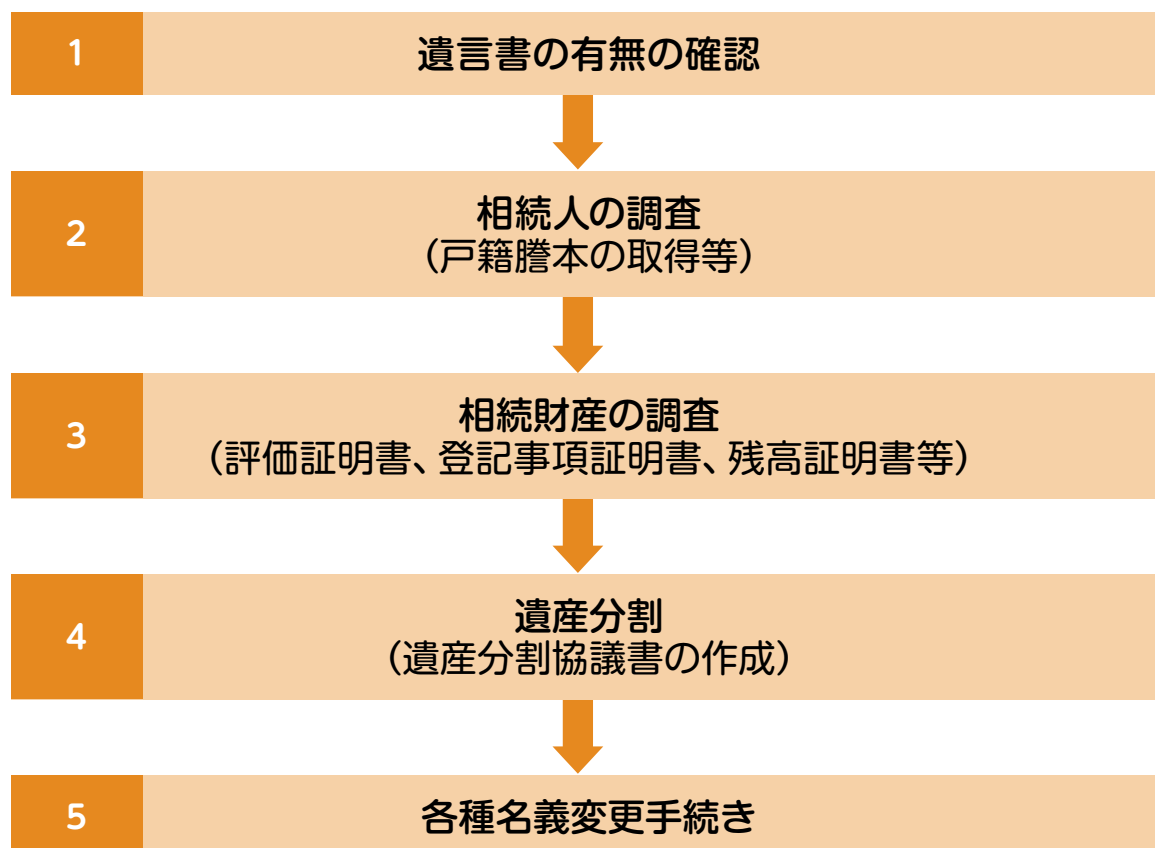 1
遺言書の有無の確認
2
相続人の調査
（戸籍謄本の取得等）
3
相続財産の調査
（評価証明書、登記事項証明書、残高証明書等）
4
遺産分割
（遺産分割協議書の作成）
5
各種名義変更手続き